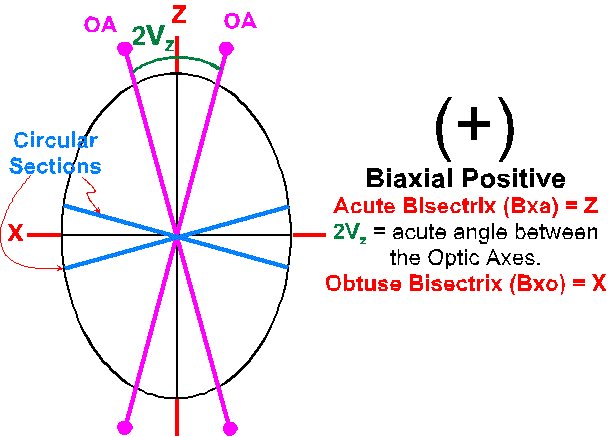 OA
2Vz
Z
OA
Circular
Sections
X
(+)
Biaxial Positive
Acute Bisectrix (Bxa) = Z
2Vz = acute angle between
the Optic Axes.
Obtuse Bisectrix (Bxo) = X